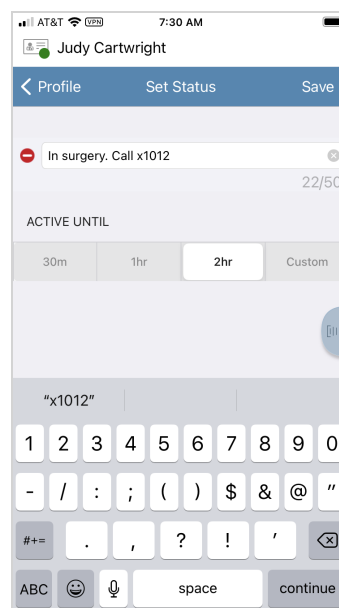 AT&T VPN 7:30 AM
Judy Cartwright
Profile Set Status Save
In surgery. Call x1012
22/50
ACTIVE UNTIL
30m 1hr 2hr Custom
“x1012”
1 2 3 4 5 6 7 8 9 0
- / : ; ( ) $ & @ ”
#+= . , ? ! ’
ABC space continue